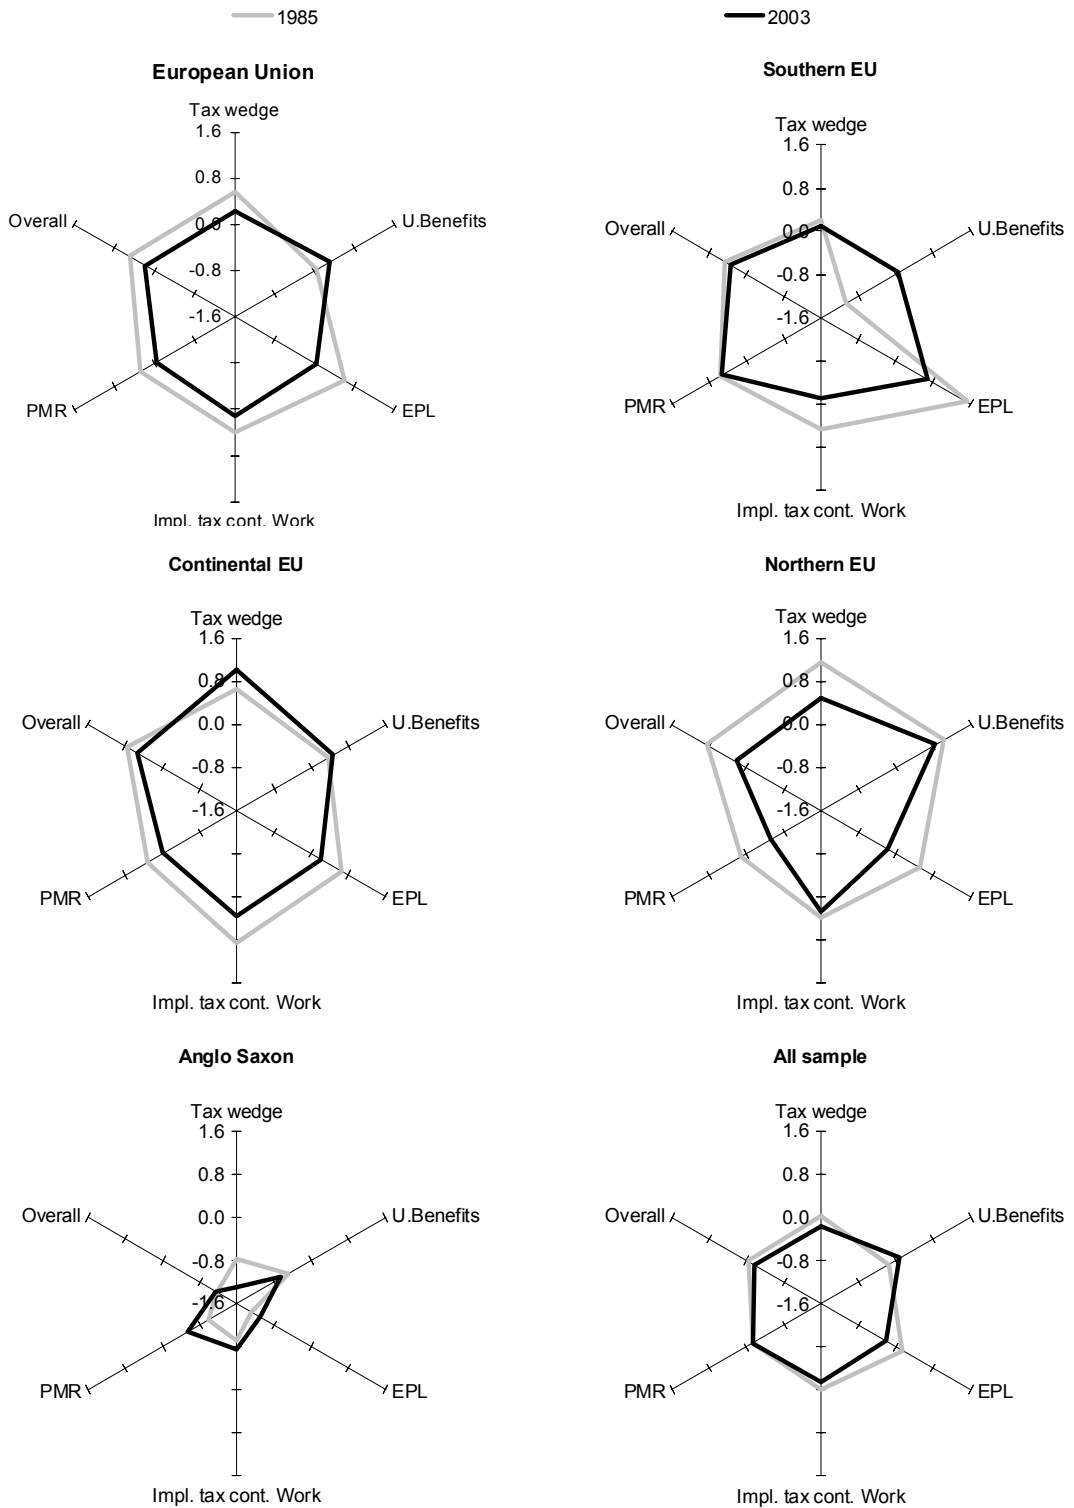 1985 2003
European Union
Tax wedge
1.6
0.8
0.0
-0.8
-1.6
Overall
U.Benefits
PMR
EPL
Impl. tax cont. Work
Southern EU
Tax wedge
1.6
0.8
0.0
-0.8
-1.6
Overall
U.Benefits
PMR
EPL
Impl. tax cont. Work
Continental EU
Tax wedge
1.6
0.8
0.0
-0.8
-1.6
Overall
U.Benefits
PMR
EPL
Impl. tax cont. Work
Northern EU
Tax wedge
1.6
0.8
0.0
-0.8
-1.6
Overall
U.Benefits
PMR
EPL
Impl. tax cont. Work
Anglo Saxon
Tax wedge
1.6
0.8
0.0
-0.8
-1.6
Overall
U.Benefits
PMR
EPL
Impl. tax cont. Work
All sample
Tax wedge
1.6
0.8
0.0
-0.8
-1.6
Overall
U.Benefits
PMR
EPL
Impl. tax cont. Work